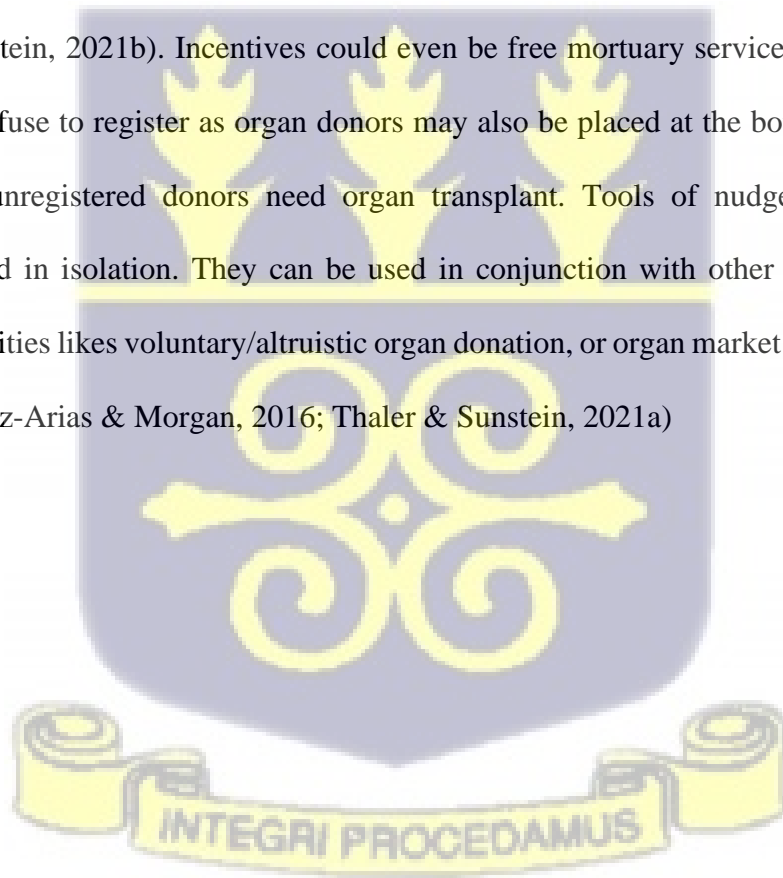 tein, 2021b). Incentives could even be free mortuary service
fuse to register as organ donors may also be placed at the bo
unregistered donors need organ transplant. Tools of nudge
d in isolation. They can be used in conjunction with other
ities likes voluntary/altruistic organ donation, or organ market
z-Arias & Morgan, 2016; Thaler & Sunstein, 2021a)
INTEGRI PROCEDAMUS